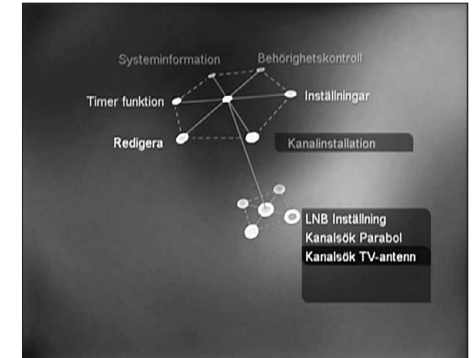 Systeminformation
Behörighetskontroll
Timer funktion
Inställningar
Redigera
Kanalinstallation
LNB Inställning
Kanalsök Parabol
Kanalsök TV-antenn